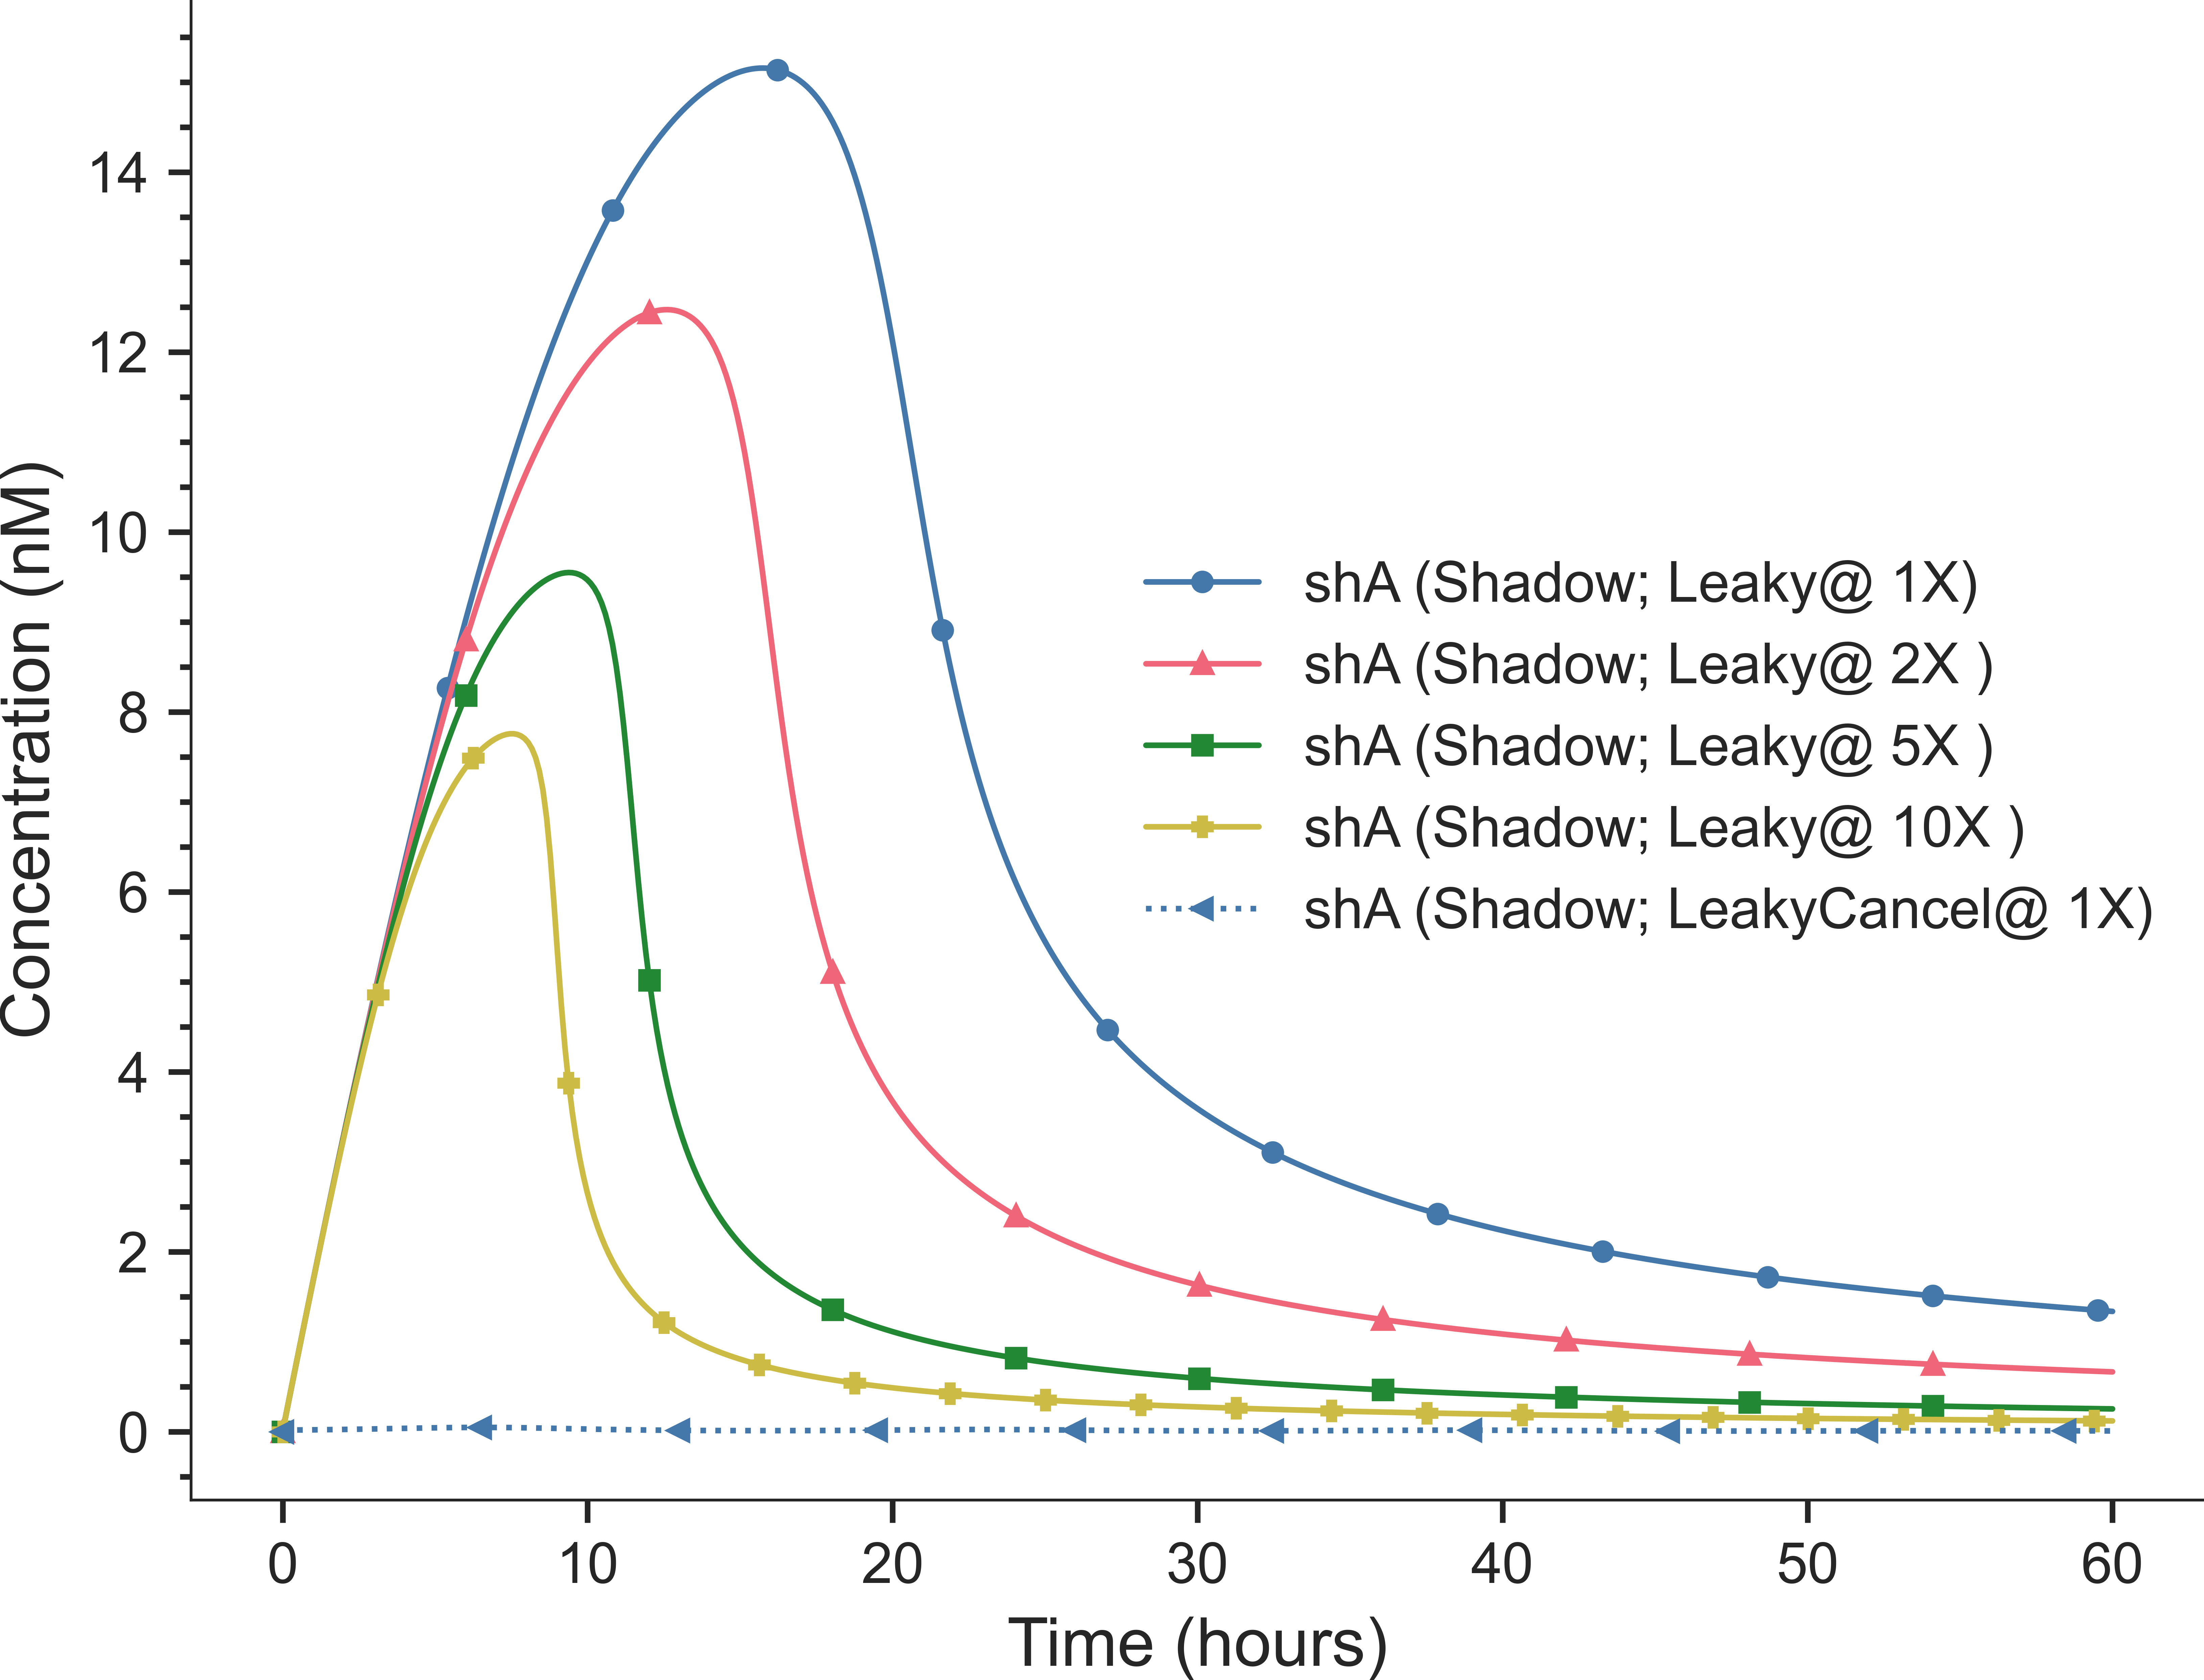 Concentration (nM)
14
12
10
8
6
4
2
0
shA (Shadow; Leaky@ 1X)
shA (Shadow; Leaky@ 2X )
shA (Shadow; Leaky@ 5X )
shA (Shadow; Leaky@ 10X )
shA (Shadow; LeakyCancel@ 1X)
0 10 20 30 40 50 60
Time (hours)